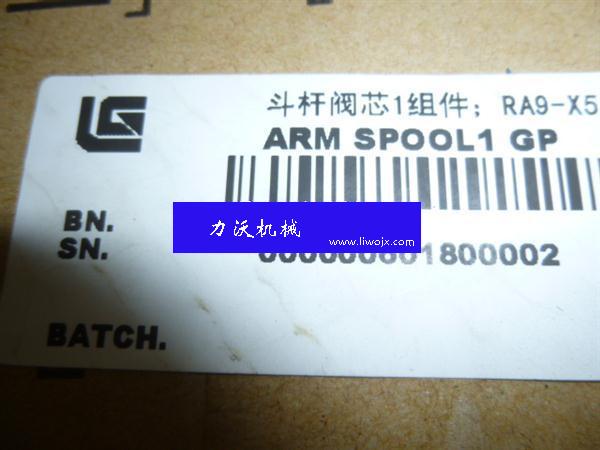 斗杆阀芯1组件; RA9-X5
ARM SPOOL1 GP
BN.
力沃机械
www.liwojx.com
SN.
000000661800002
BATCH.